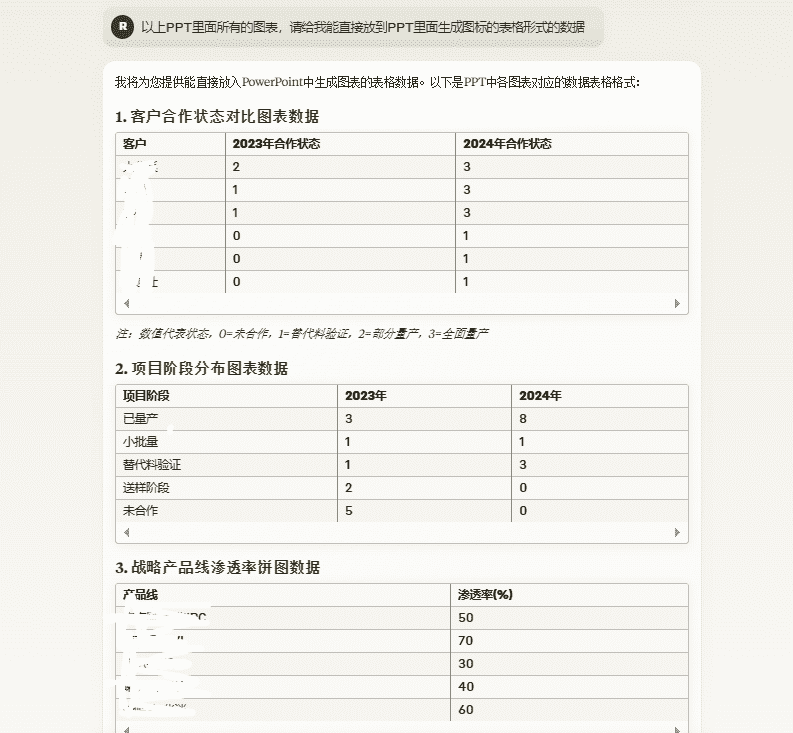 R 以上PPT里面所有的图表，请给我能直接放到PPT里面生成图标的表格形式的数据
我将为您提供能直接放入PowerPoint中生成图表的表格数据。以下是PPT中各图表对应的数据表格格式：
1. 客户合作状态对比图表数据
客户 2023年合作状态 2024年合作状态
2 3
1 3
1 3
0 1
0 1
0 1
注：数值代表状态，0=未合作，1=替代料验证，2=部分量产，3=全面量产
2. 项目阶段分布图表数据
项目阶段 2023年 2024年
已量产 3 8
小批量 1 1
替代料验证 1 3
送样阶段 2 0
未合作 5 0
3. 战略产品线渗透率饼图数据
产品线 渗透率(%)
50
70
30
40
60